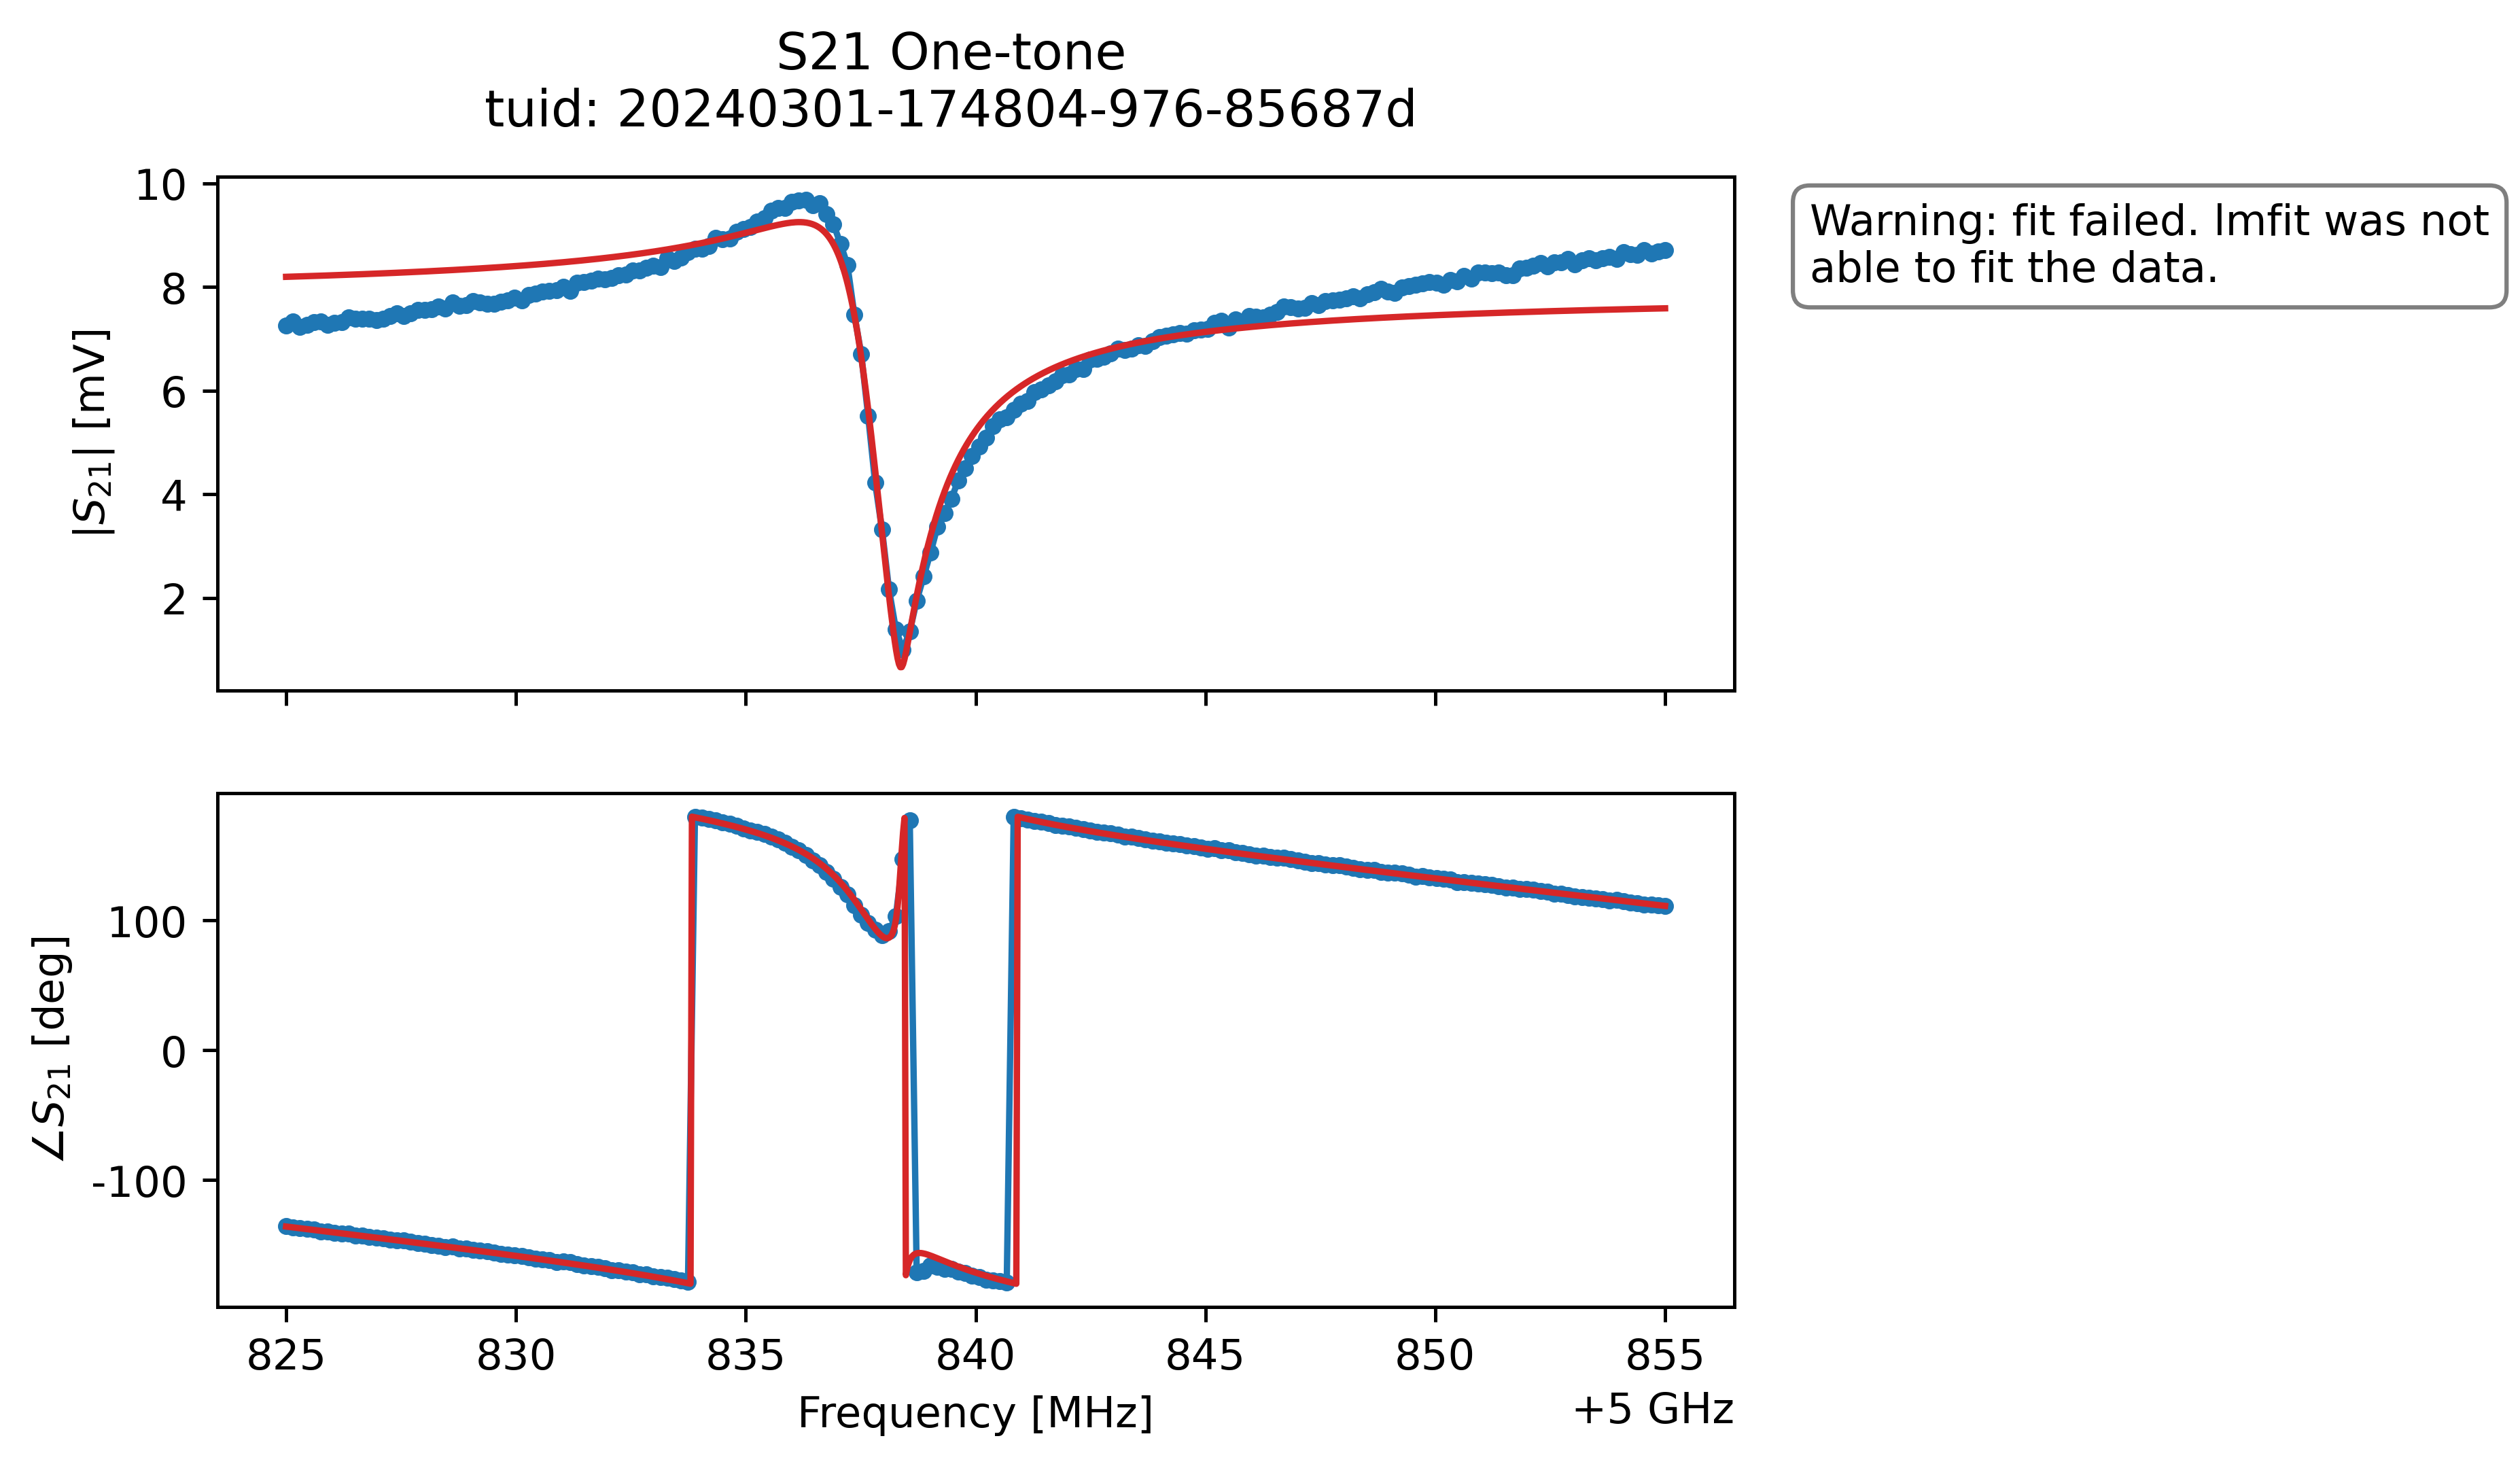 S21 One-tone
tuid: 20240301-174804-976-85687d
10
8
6
4
2
|S₂₁| [mV]
Warning: fit failed. lmfit was not
able to fit the data.
100
0
-100
∠S₂₁ [deg]
825 830 835 840 845 850 855
Frequency [MHz]
+5 GHz